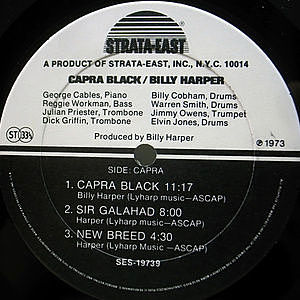 STRATA-EAST
A PRODUCT OF STRATA-EAST, INC., N.Y.C. 10014
CAPRA BLACK/BILLY HARPER
George Cables, Piano
Reggie Workman, Bass
Julian Priester, Trombone
Dick Griffin, Trombone
Billy Cobham, Drums
Warren Smith, Drums
Jimmy Owens, Trumpet
Elvin Jones, Drums
Produced by Billy Harper
ST 33⅓
℗ 1973
SIDE: CAPRA
1. CAPRA BLACK 11:17
Billy Harper (Lyharp music—ASCAP)
2. SIR GALAHAD 8:00
Harper (Lyharp Music —ASCAP)
3. NEW BREED 4:30
Harper (Lyharp Music —ASCAP)
SES-19739